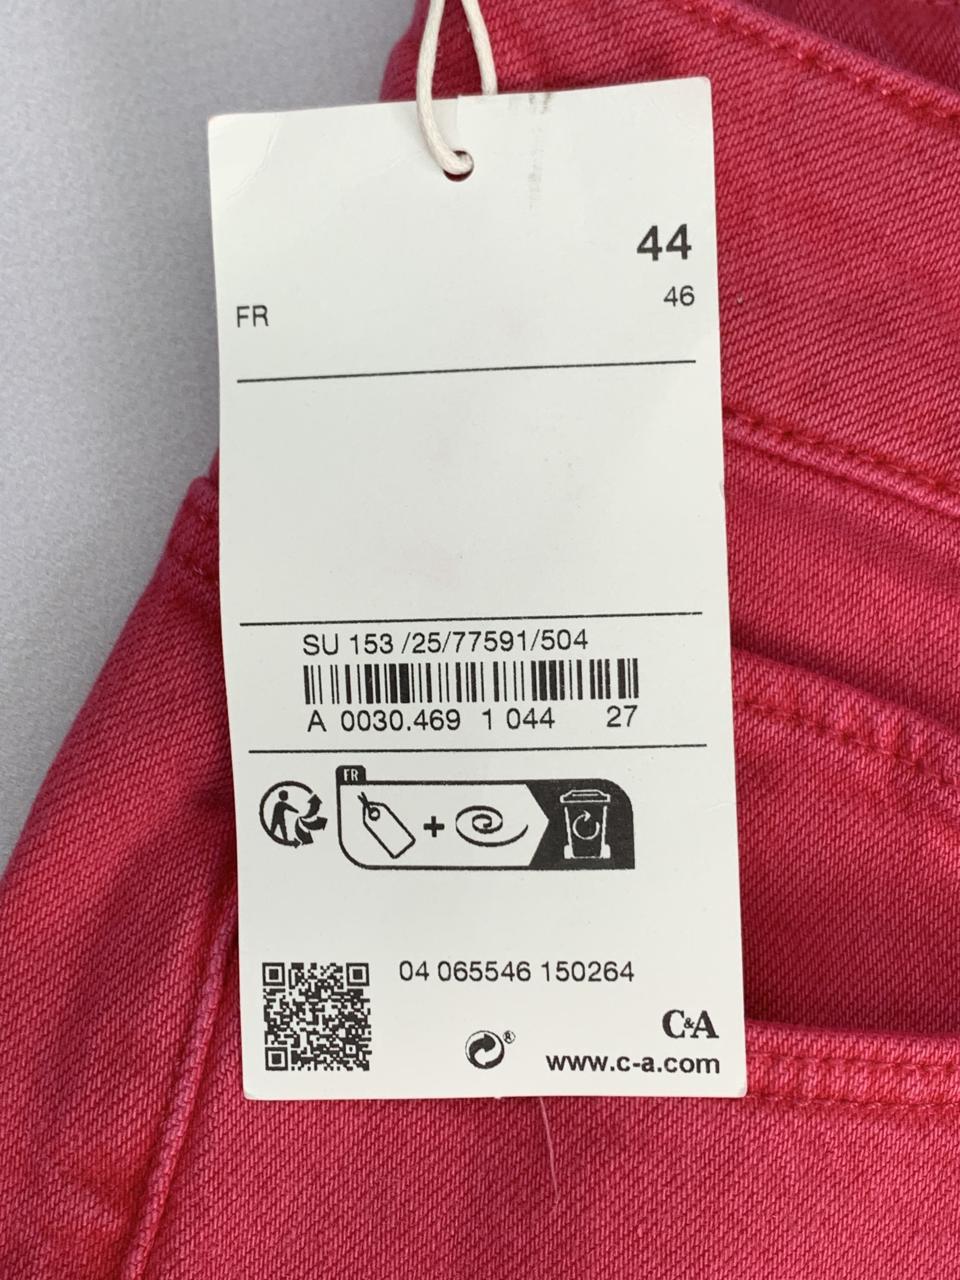 44
FR 46
SU 153 /25/77591/504
A 0030.469 1 044 27
FR
+
04 065546 150264
C&A
®
www.c-a.com